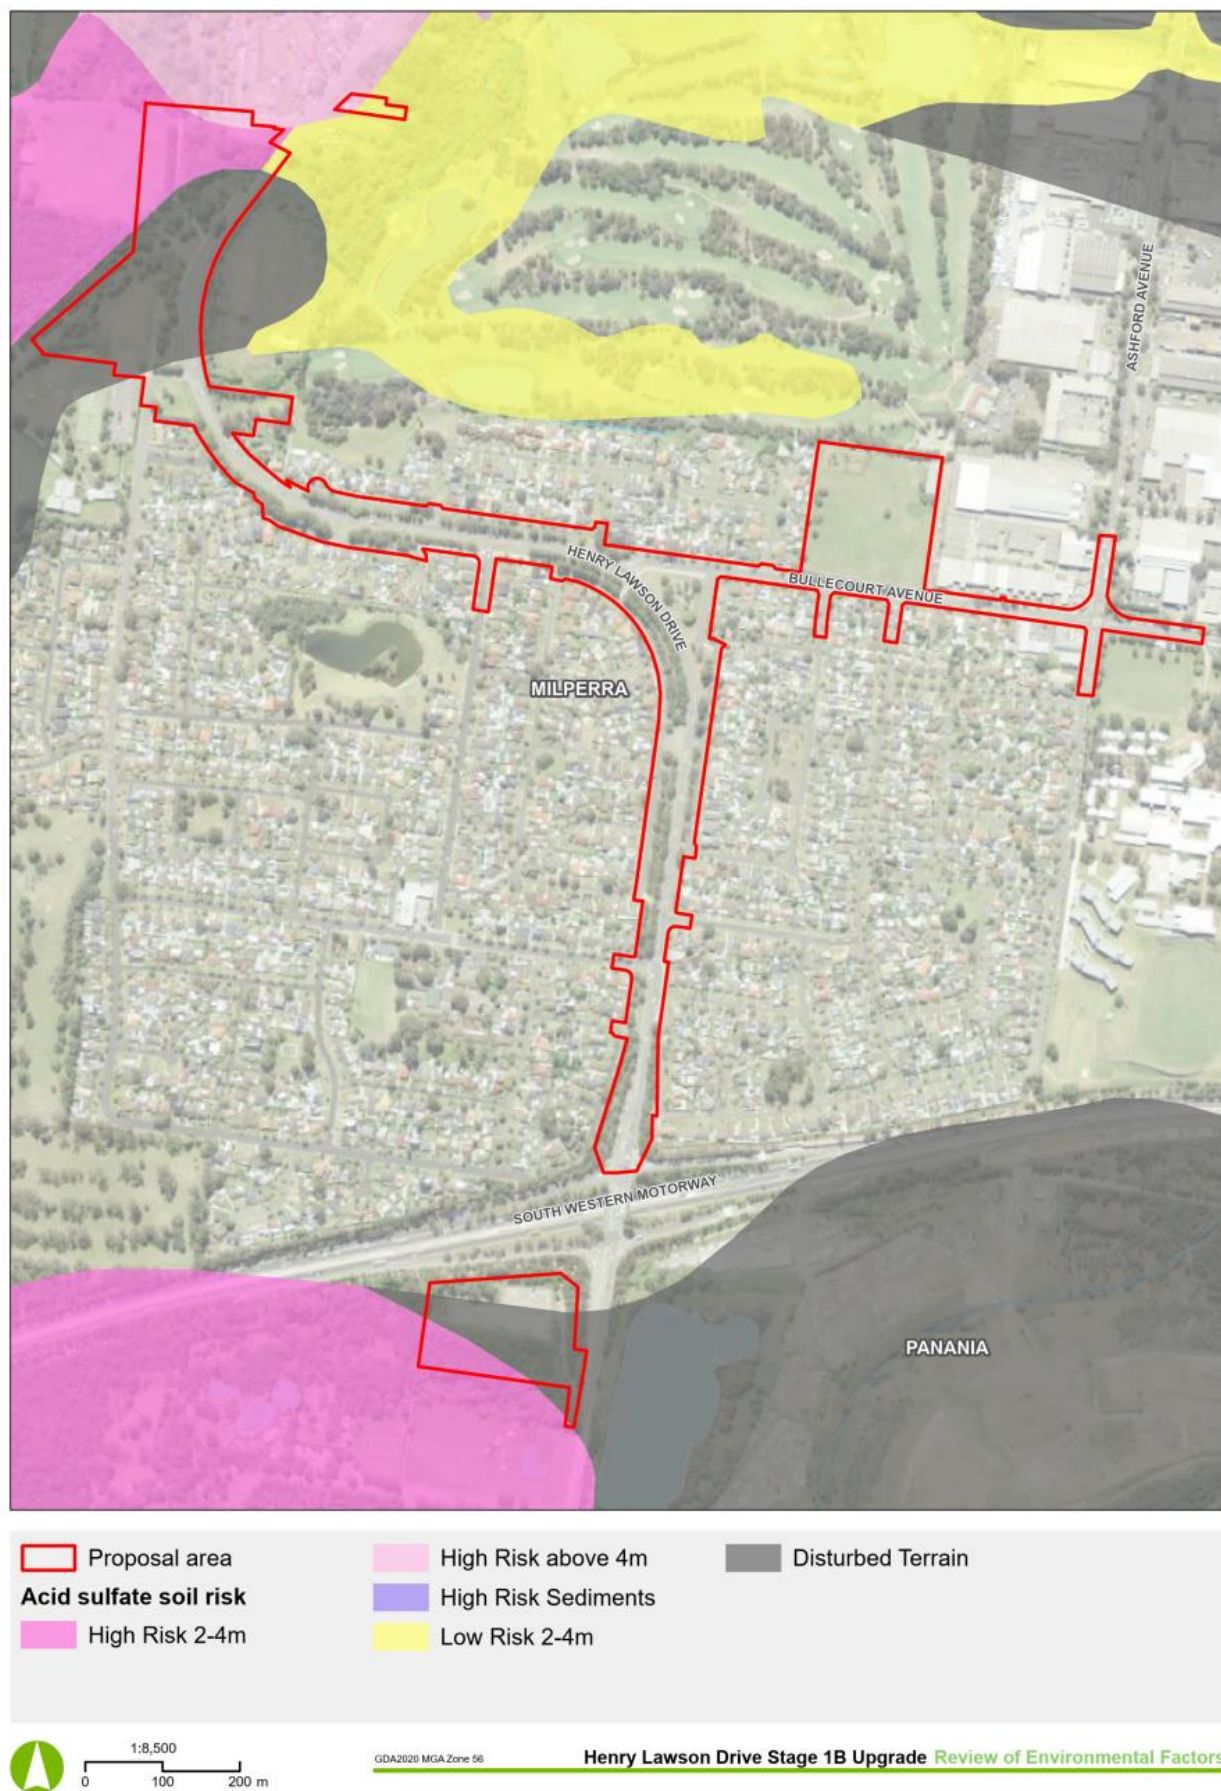 ASHFORD AVENUE
HENRY LAWSON DRIVE
BULLECOURT AVENUE
MILPERRA
SOUTH WESTERN MOTORWAY
PANANIA
Proposal area
Acid sulfate soil risk
High Risk 2-4m
High Risk above 4m
High Risk Sediments
Low Risk 2-4m
Disturbed Terrain
1:8,500
0 100 200 m
GDA2020 MGA Zone 56
Henry Lawson Drive Stage 1B Upgrade Review of Environmental Factors